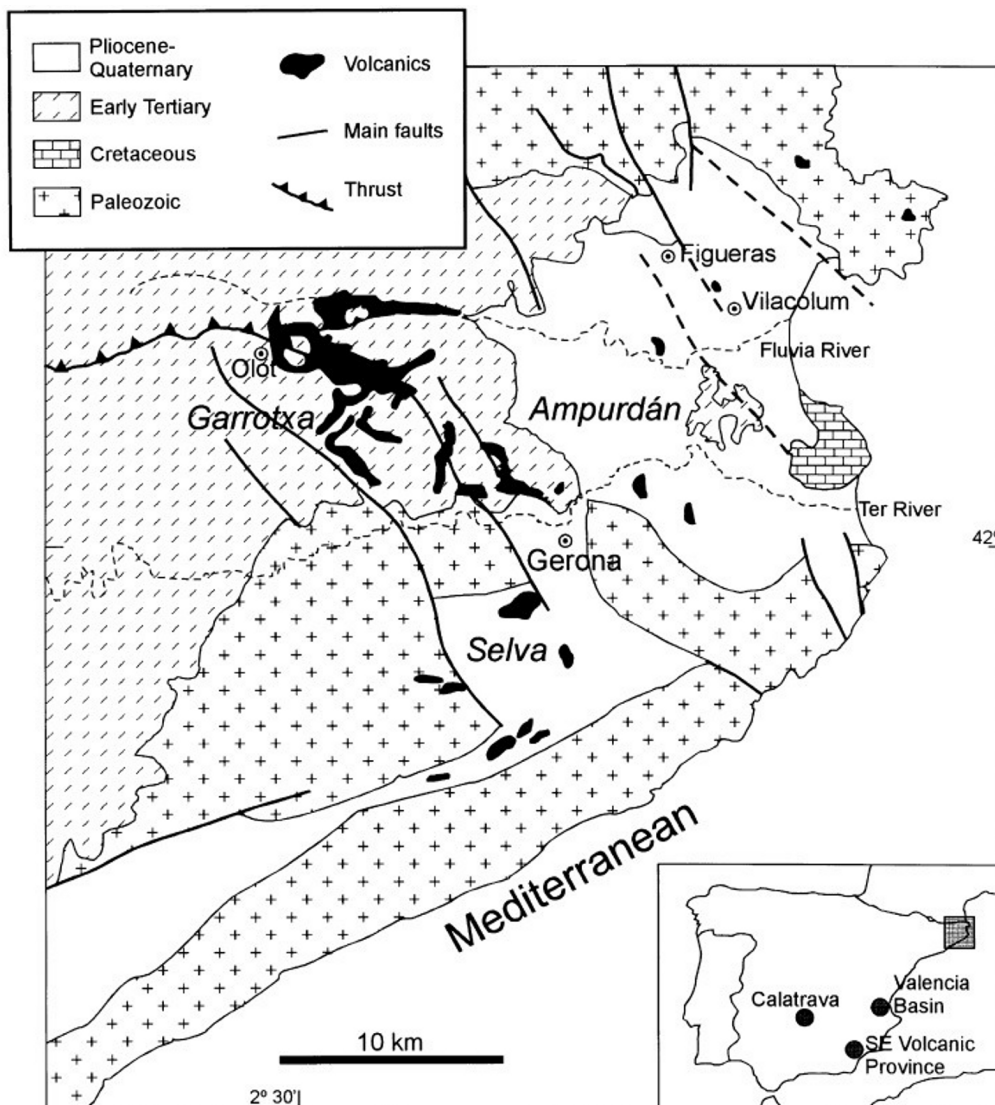 Pliocene-
Quaternary
Early Tertiary
Cretaceous
Paleozoic
Volcanics
Main faults
Thrust
Figueras
Vilacolum
Fluvia River
Olot
Garrotxa
Ampurdán
Ter River
42º
Gerona
Selva
Mediterranean
10 km
2º 30'
Calatrava
Valencia
Basin
SE Volcanic
Province